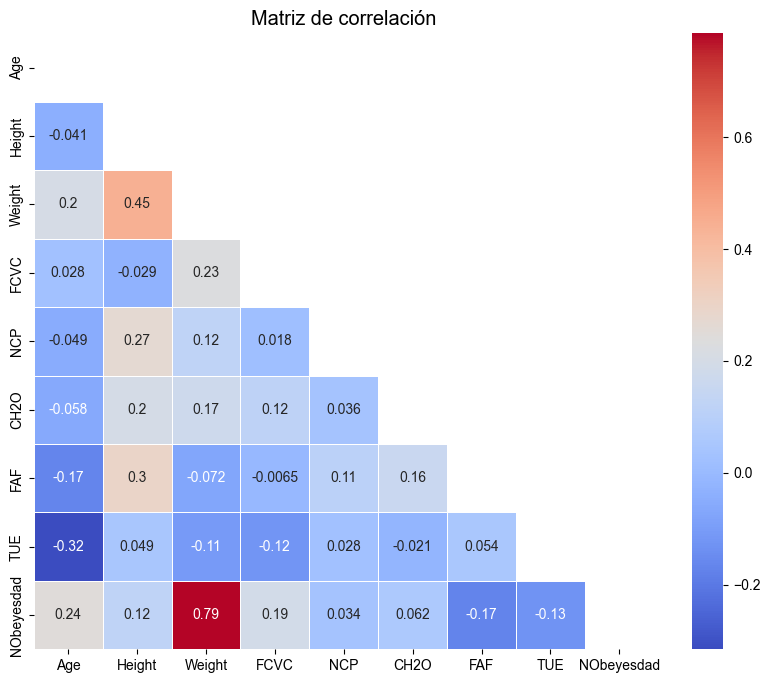 Matriz de correlación
Age
Height -0.041
Weight 0.2 0.45
FCVC 0.028 -0.029 0.23
NCP -0.049 0.27 0.12 0.018
CH2O -0.058 0.2 0.17 0.12 0.036
FAF -0.17 0.3 -0.072 -0.0065 0.11 0.16
TUE -0.32 0.049 -0.11 -0.12 0.028 -0.021 0.054
NObeyesdad 0.24 0.12 0.79 0.19 0.034 0.062 -0.17 -0.13
Age Height Weight FCVC NCP CH2O FAF TUE NObeyesdad
0.6
0.4
0.2
0.0
-0.2